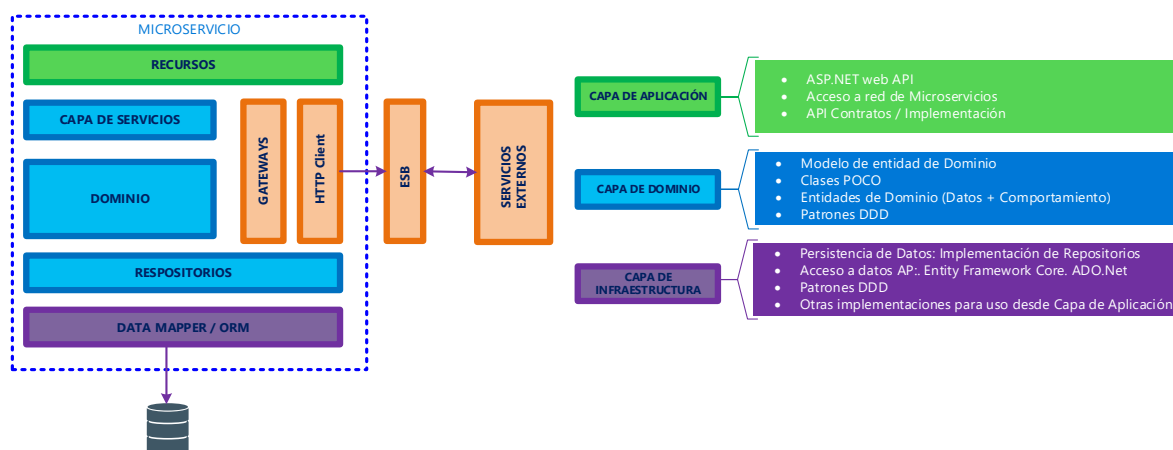 MICROSERVICIO
RECURSOS
CAPA DE SERVICIOS
DOMINIO
GATEWAYS
HTTP Client
ESB
SERVICIOS
EXTERNOS
RESPOSITORIOS
DATA MAPPER / ORM
CAPA DE APLICACIÓN
• ASP.NET web API
• Acceso a red de Microservicios
• API Contratos / Implementación
CAPA DE DOMINIO
• Modelo de entidad de Dominio
• Clases POCO
• Entidades de Dominio (Datos + Comportamiento)
• Patrones DDD
CAPA DE
INFRAESTRUCTURA
• Persistencia de Datos: Implementación de Repositorios
• Acceso a datos AP:. Entity Framework Core. ADO.Net
• Patrones DDD
• Otras implementaciones para uso desde Capa de Aplicación